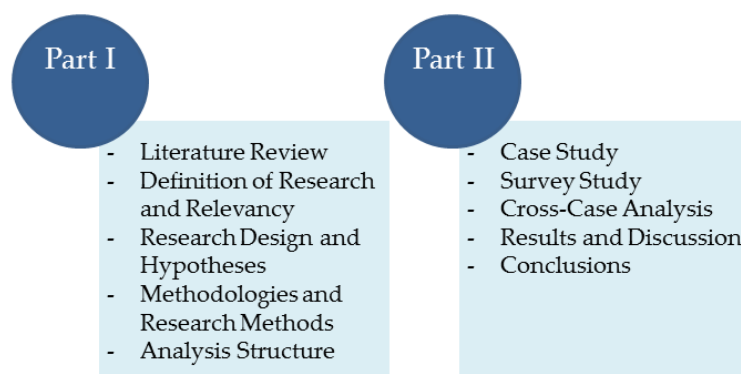 Part I
- Literature Review
- Definition of Research
and Relevancy
- Research Design and
Hypotheses
- Methodologies and
Research Methods
- Analysis Structure
Part II
- Case Study
- Survey Study
- Cross-Case Analysis
- Results and Discussion
- Conclusions